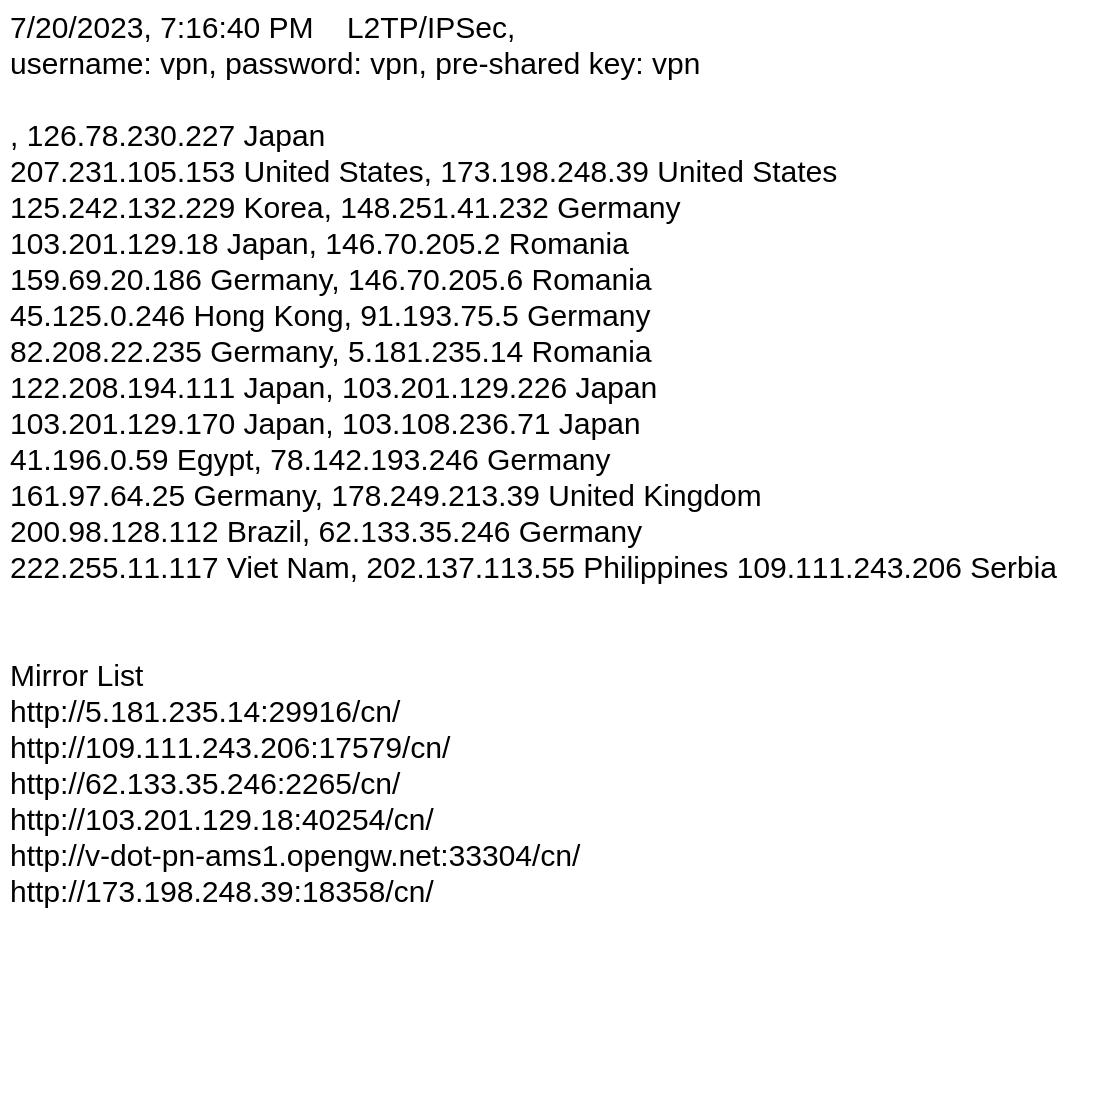 7/20/2023, 7:16:40 PM    L2TP/IPSec,
username: vpn, password: vpn, pre-shared key: vpn
, 126.78.230.227 Japan
207.231.105.153 United States, 173.198.248.39 United States
125.242.132.229 Korea, 148.251.41.232 Germany
103.201.129.18 Japan, 146.70.205.2 Romania
159.69.20.186 Germany, 146.70.205.6 Romania
45.125.0.246 Hong Kong, 91.193.75.5 Germany
82.208.22.235 Germany, 5.181.235.14 Romania
122.208.194.111 Japan, 103.201.129.226 Japan
103.201.129.170 Japan, 103.108.236.71 Japan
41.196.0.59 Egypt, 78.142.193.246 Germany
161.97.64.25 Germany, 178.249.213.39 United Kingdom
200.98.128.112 Brazil, 62.133.35.246 Germany
222.255.11.117 Viet Nam, 202.137.113.55 Philippines 109.111.243.206 Serbia
Mirror List
http://5.181.235.14:29916/cn/
http://109.111.243.206:17579/cn/
http://62.133.35.246:2265/cn/
http://103.201.129.18:40254/cn/
http://v-dot-pn-ams1.opengw.net:33304/cn/
http://173.198.248.39:18358/cn/